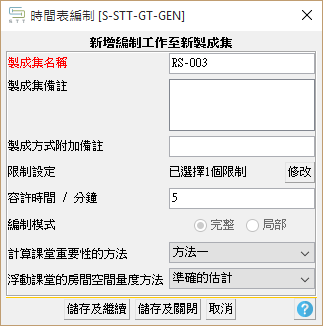 STT
時間表編制 [S-STT-GT-GEN]
新增編制工作至新製成集
製成集名稱 RS-003
製成集備註
製成方式附加備註
限制設定 已選擇1個限制 修改
容許時間 / 分鐘 5
編制模式 完整 局部
計算課堂重要性的方法 方法一
浮動課堂的房間空間量度方法 準確的估計
儲存及繼續 儲存及關閉 取消 ?